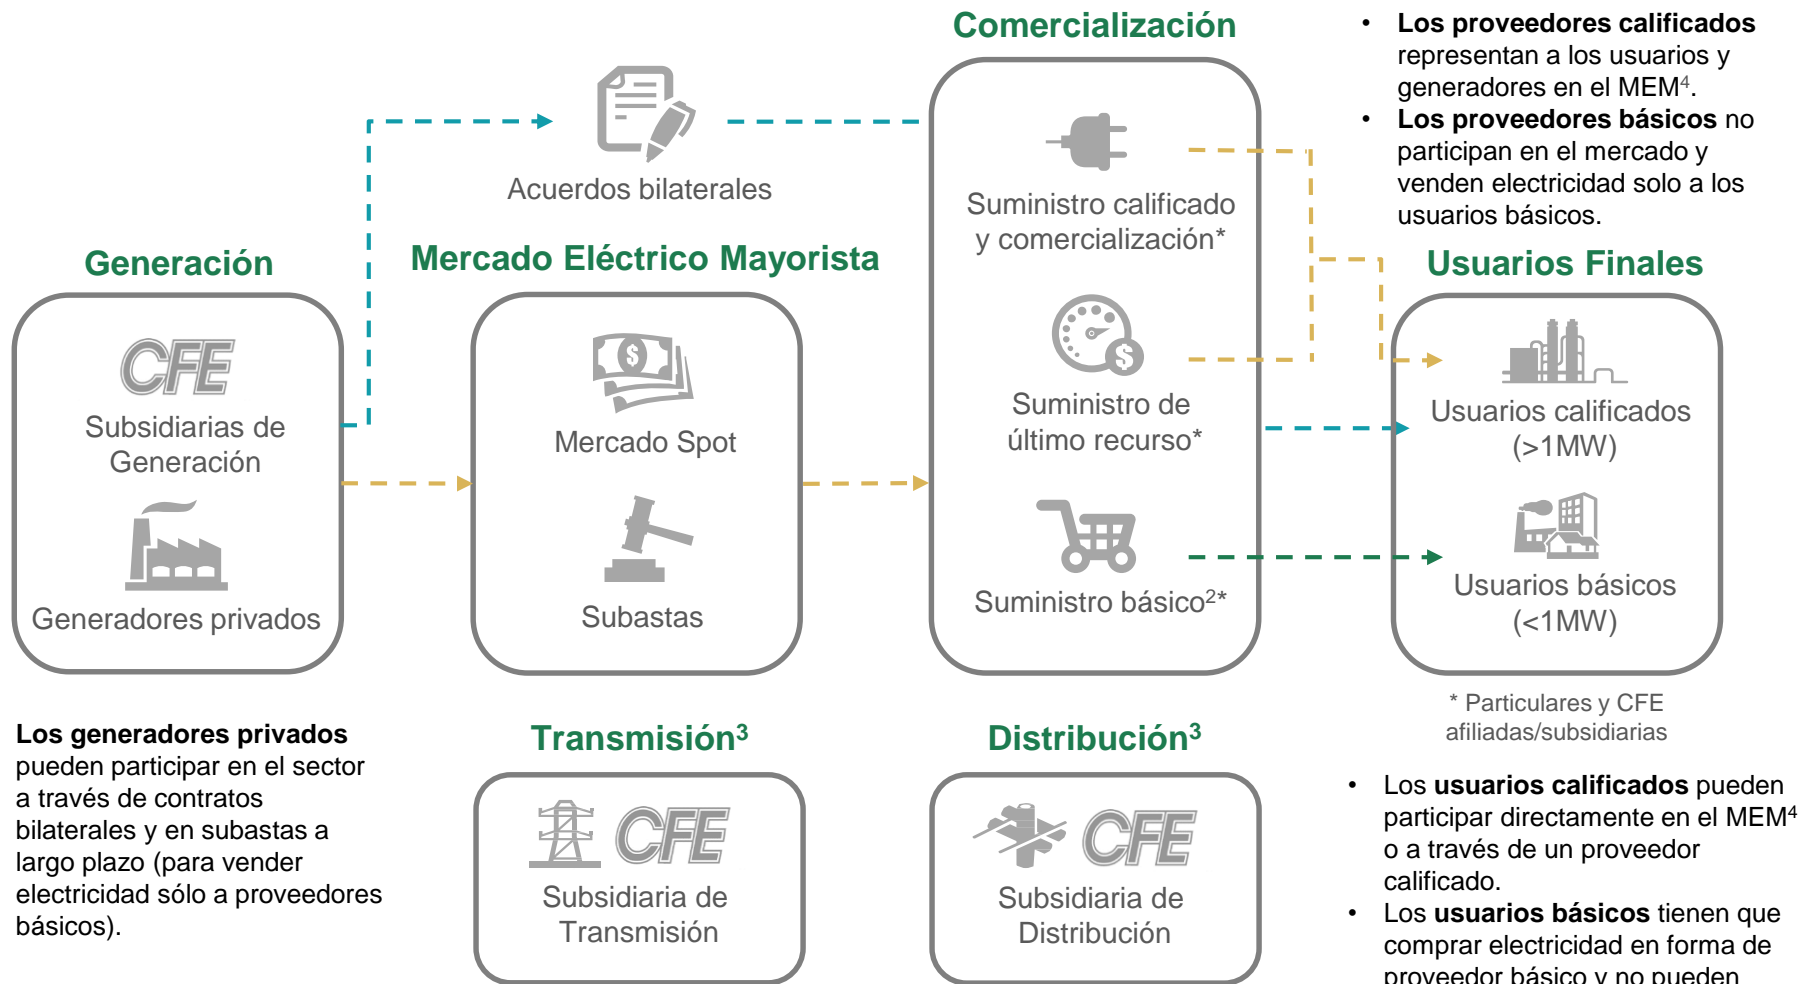 Comercialización
• Los proveedores calificados
representan a los usuarios y
generadores en el MEM⁴.
• Los proveedores básicos no
participan en el mercado y
venden electricidad solo a los
usuarios básicos.
Acuerdos bilaterales
Suministro calificado
y comercialización*
Generación
Mercado Eléctrico Mayorista
Usuarios Finales
CFE
Subsidiarias de
Generación
Generadores privados
$
Mercado Spot
Subastas
$
Suministro de
último recurso*
Suministro básico²*
Usuarios calificados
(>1MW)
Usuarios básicos
(<1MW)
* Particulares y CFE
afiliadas/subsidiarias
Los generadores privados
pueden participar en el sector
a través de contratos
bilaterales y en subastas a
largo plazo (para vender
electricidad sólo a proveedores
básicos).
Transmisión³
CFE
Subsidiaria de
Transmisión
Distribución³
CFE
Subsidiaria de
Distribución
• Los usuarios calificados pueden
participar directamente en el MEM⁴
o a través de un proveedor
calificado.
• Los usuarios básicos tienen que
comprar electricidad en forma de
proveedor básico y no pueden